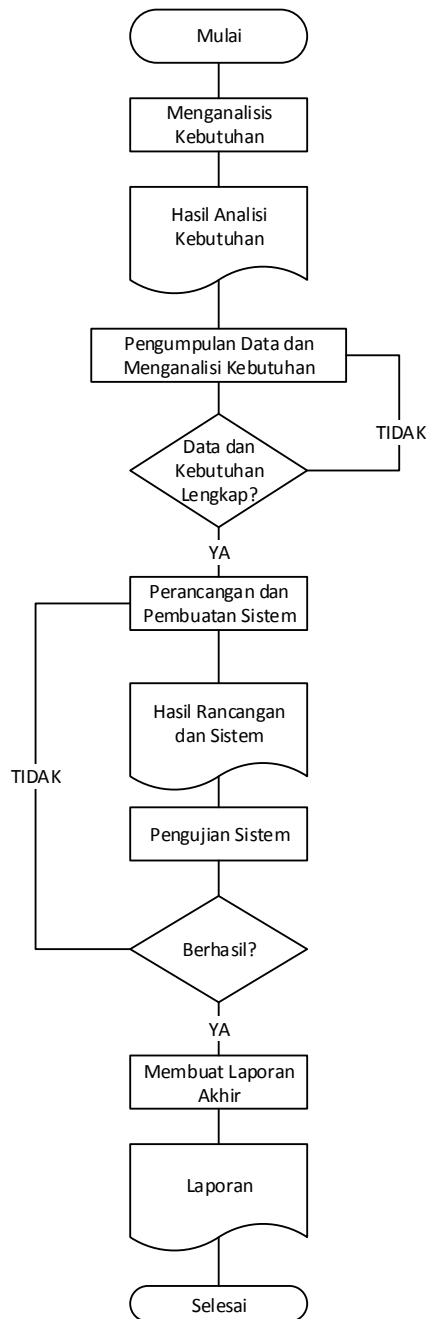 Mulai
Menganalisis
Kebutuhan
Hasil Analisi
Kebutuhan
Pengumpulan Data dan
Menganalisi Kebutuhan
TIDAK
Data dan
Kebutuhan
Lengkap?
YA
Perancangan dan
Pembuatan Sistem
Hasil Rancangan
dan Sistem
TIDAK
Pengujian Sistem
Berhasil?
YA
Membuat Laporan
Akhir
Laporan
Selesai